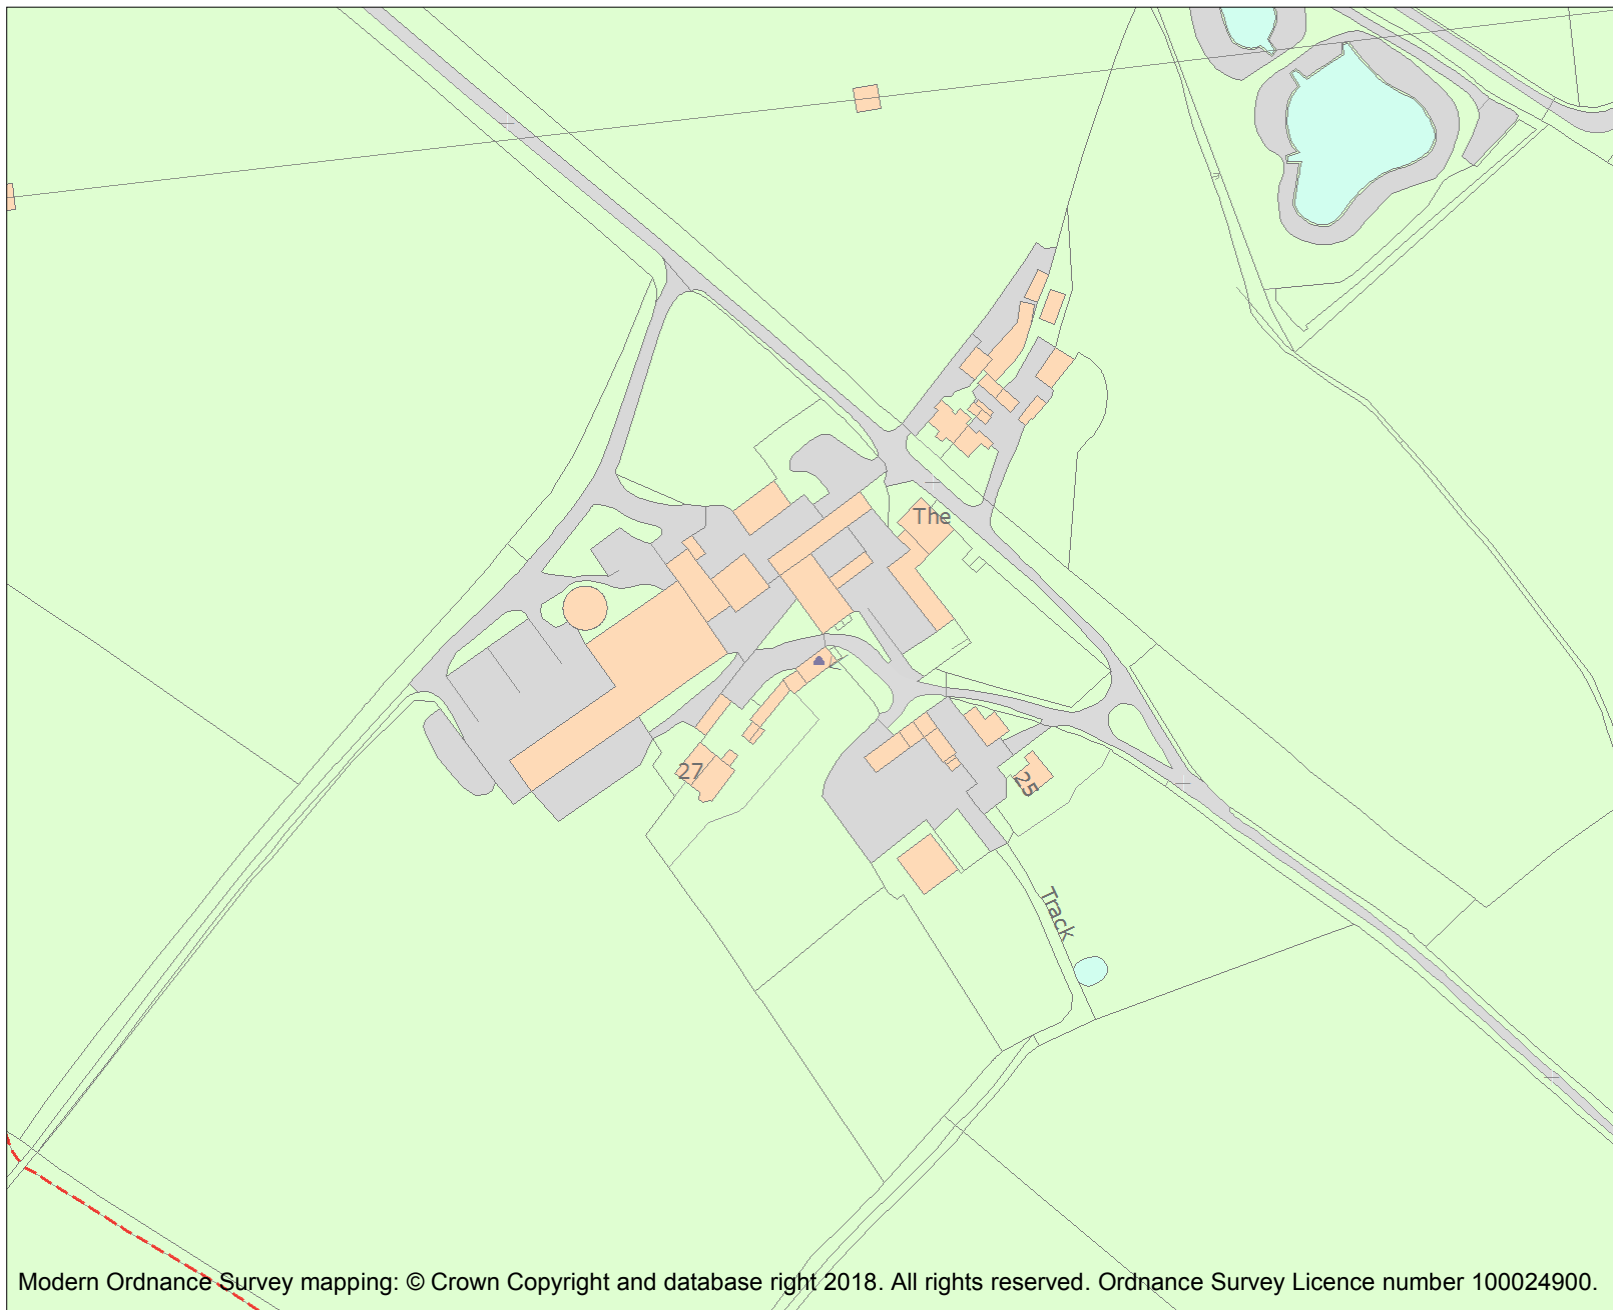 The
27
25
Track
Modern Ordnance Survey mapping: © Crown Copyright and database right 2018. All rights reserved. Ordnance Survey Licence number 100024900.